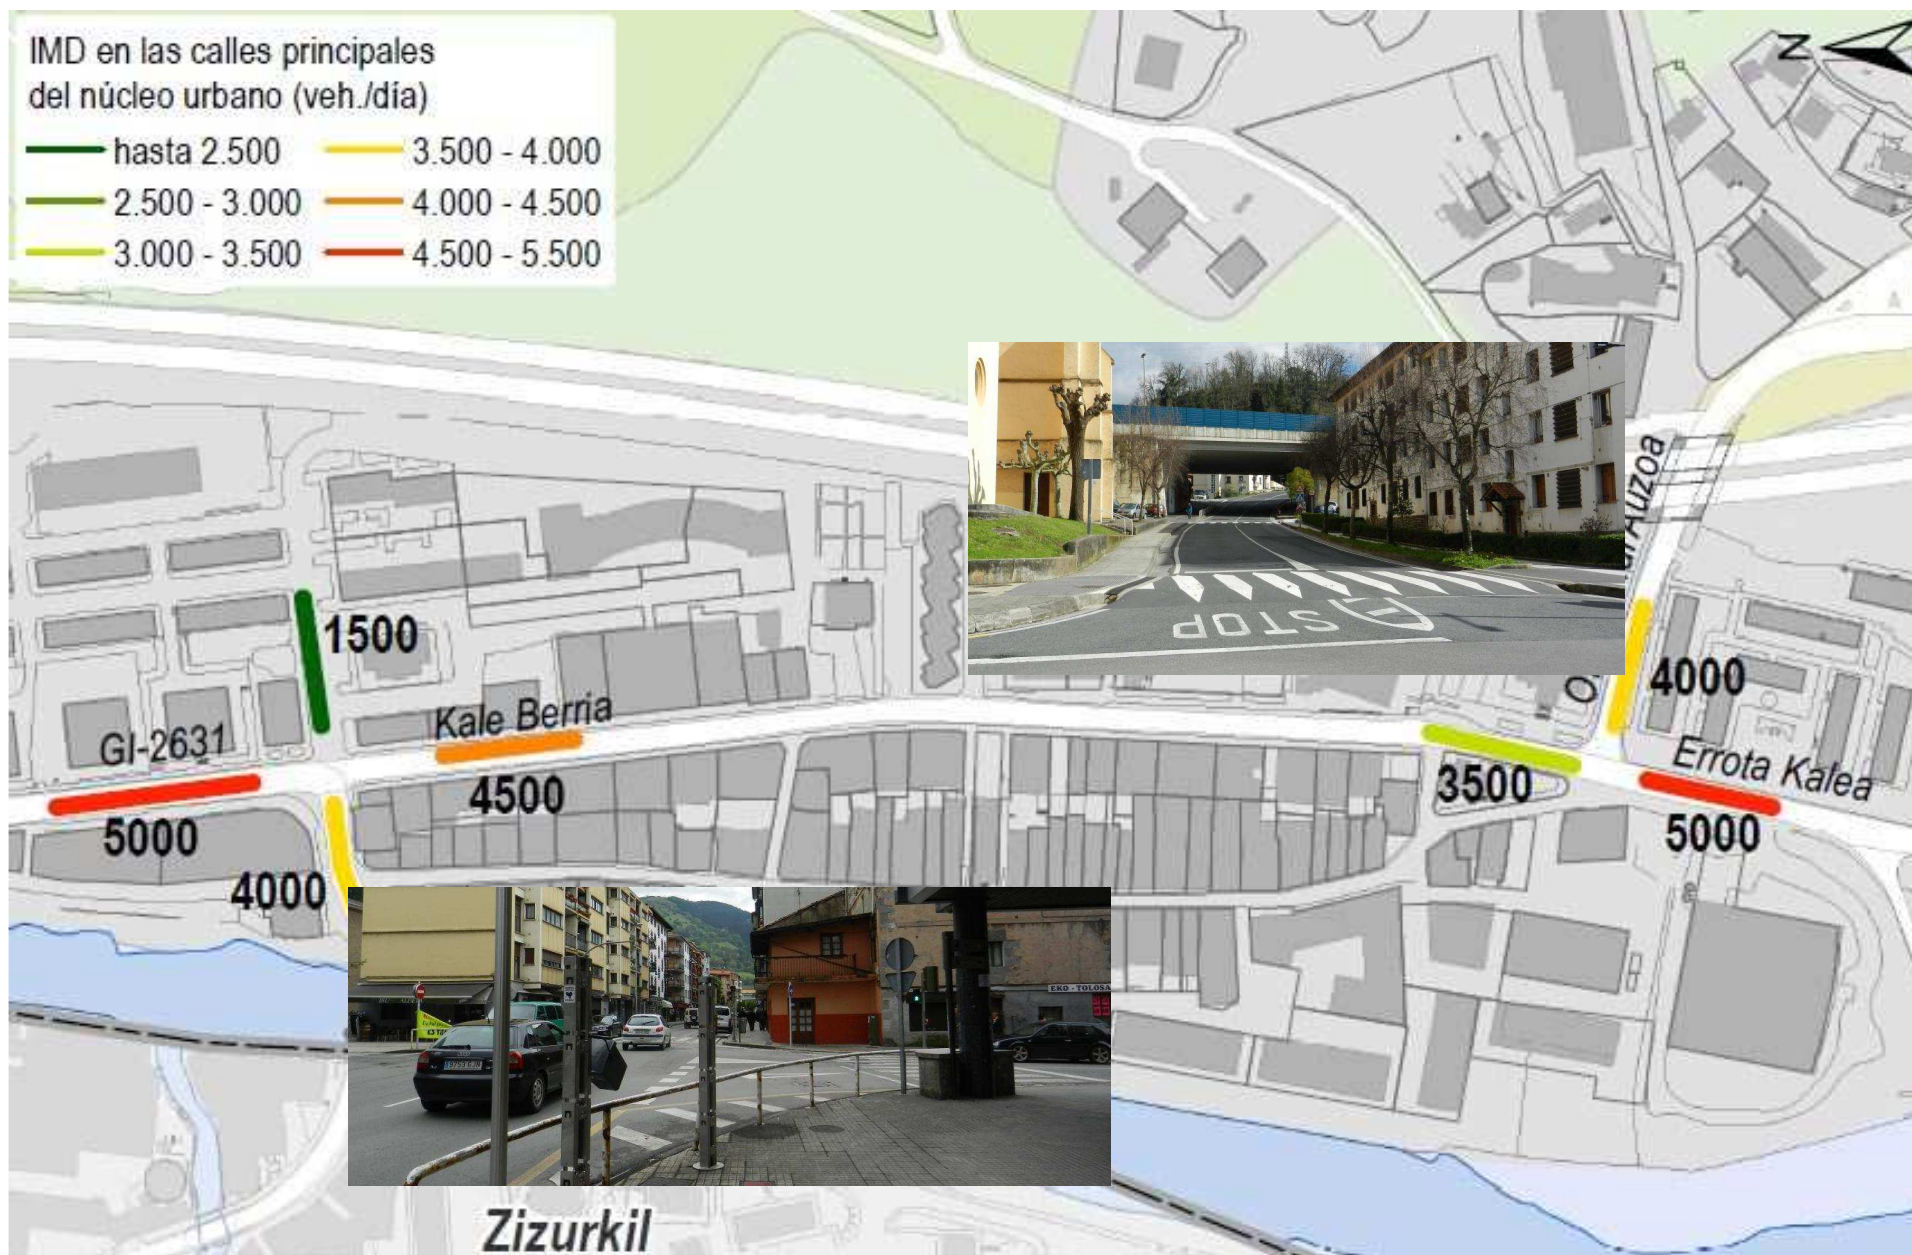 IMD en las calles principales
del núcleo urbano (veh./día)
hasta 2.500
3.500 - 4.000
2.500 - 3.000
4.000 - 4.500
3.000 - 3.500
4.500 - 5.500
N
STOP
Auzoa
1500
4000
GI-2631
Kale Berria
Errota Kalea
5000
4500
3500
5000
4000
EKO - TOLOSA
Zizurkil